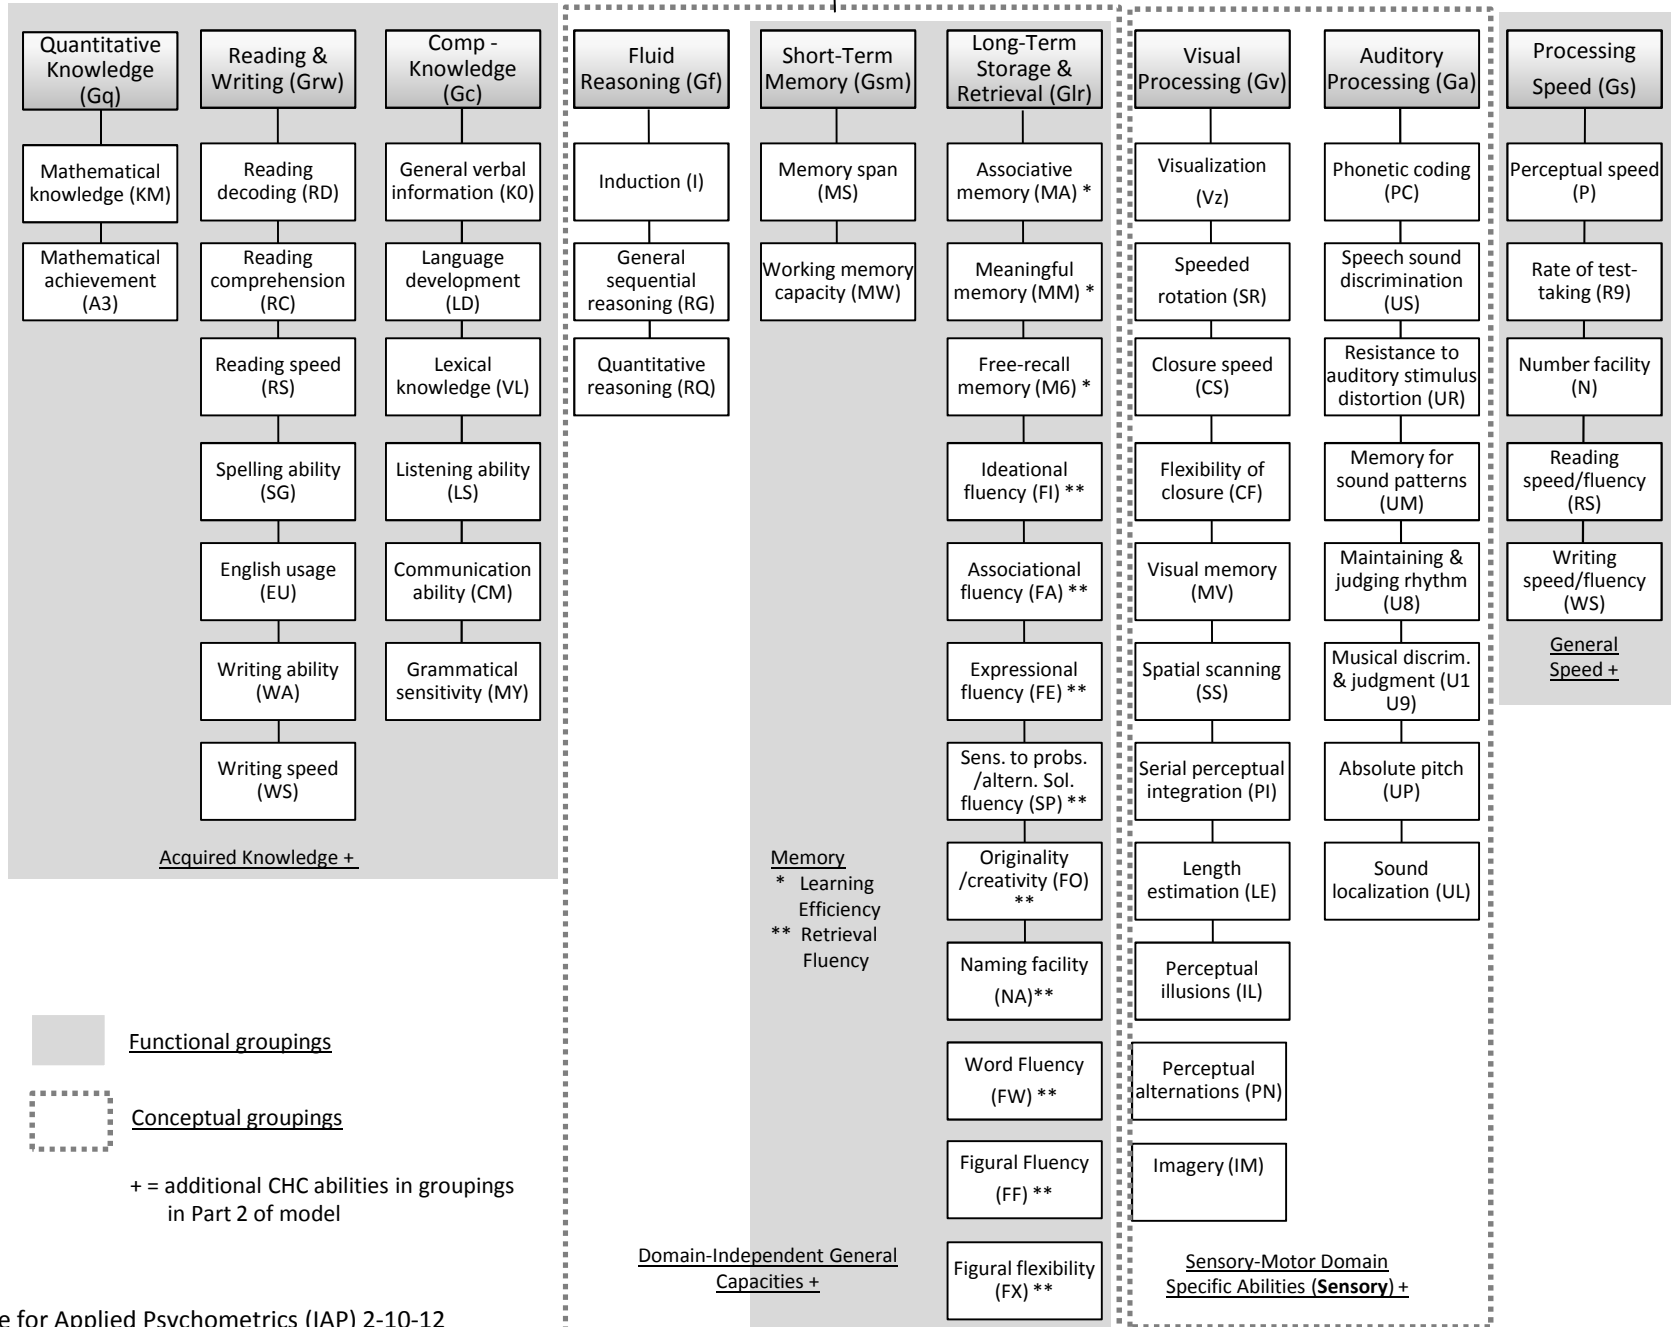 Quantitative
Knowledge
(Gq)
Mathematical
knowledge (KM)
Mathematical
achievement
(A3)
Reading &
Writing (Grw)
Reading
decoding (RD)
Reading
comprehension
(RC)
Reading speed
(RS)
Spelling ability
(SG)
English usage
(EU)
Writing ability
(WA)
Writing speed
(WS)
Comp -
Knowledge
(Gc)
General verbal
information (K0)
Language
development
(LD)
Lexical
knowledge (VL)
Listening ability
(LS)
Communication
ability (CM)
Grammatical
sensitivity (MY)
Acquired Knowledge +
Fluid
Reasoning (Gf)
Induction (I)
General
sequential
reasoning (RG)
Quantitative
reasoning (RQ)
Short-Term
Memory (Gsm)
Memory span
(MS)
Working memory
capacity (MW)
Memory
* Learning
Efficiency
** Retrieval
Fluency
Long-Term
Storage &
Retrieval (Glr)
Associative
memory (MA) *
Meaningful
memory (MM) *
Free-recall
memory (M6) *
Ideational
fluency (FI) **
Associational
fluency (FA) **
Expressional
fluency (FE) **
Sens. to probs.
/altern. Sol.
fluency (SP) **
Originality
/creativity (FO)
**
Naming facility
(NA)**
Word Fluency
(FW) **
Figural Fluency
(FF) **
Figural flexibility
(FX) **
Domain-Independent General
Capacities +
Visual
Processing (Gv)
Visualization
(Vz)
Speeded
rotation (SR)
Closure speed
(CS)
Flexibility of
closure (CF)
Visual memory
(MV)
Spatial scanning
(SS)
Serial perceptual
integration (PI)
Length
estimation (LE)
Perceptual
illusions (IL)
Perceptual
alternations (PN)
Imagery (IM)
Auditory
Processing (Ga)
Phonetic coding
(PC)
Speech sound
discrimination
(US)
Resistance to
auditory stimulus
distortion (UR)
Memory for
sound patterns
(UM)
Maintaining &
judging rhythm
(U8)
Musical discrim.
& judgment (U1
U9)
Absolute pitch
(UP)
Sound
localization (UL)
Sensory-Motor Domain
Specific Abilities (Sensory) +
Processing
Speed (Gs)
Perceptual speed
(P)
Rate of test-
taking (R9)
Number facility
(N)
Reading
speed/fluency
(RS)
Writing
speed/fluency
(WS)
General
Speed +
Functional groupings
Conceptual groupings
+ = additional CHC abilities in groupings
in Part 2 of model
e for Applied Psychometrics (IAP) 2-10-12